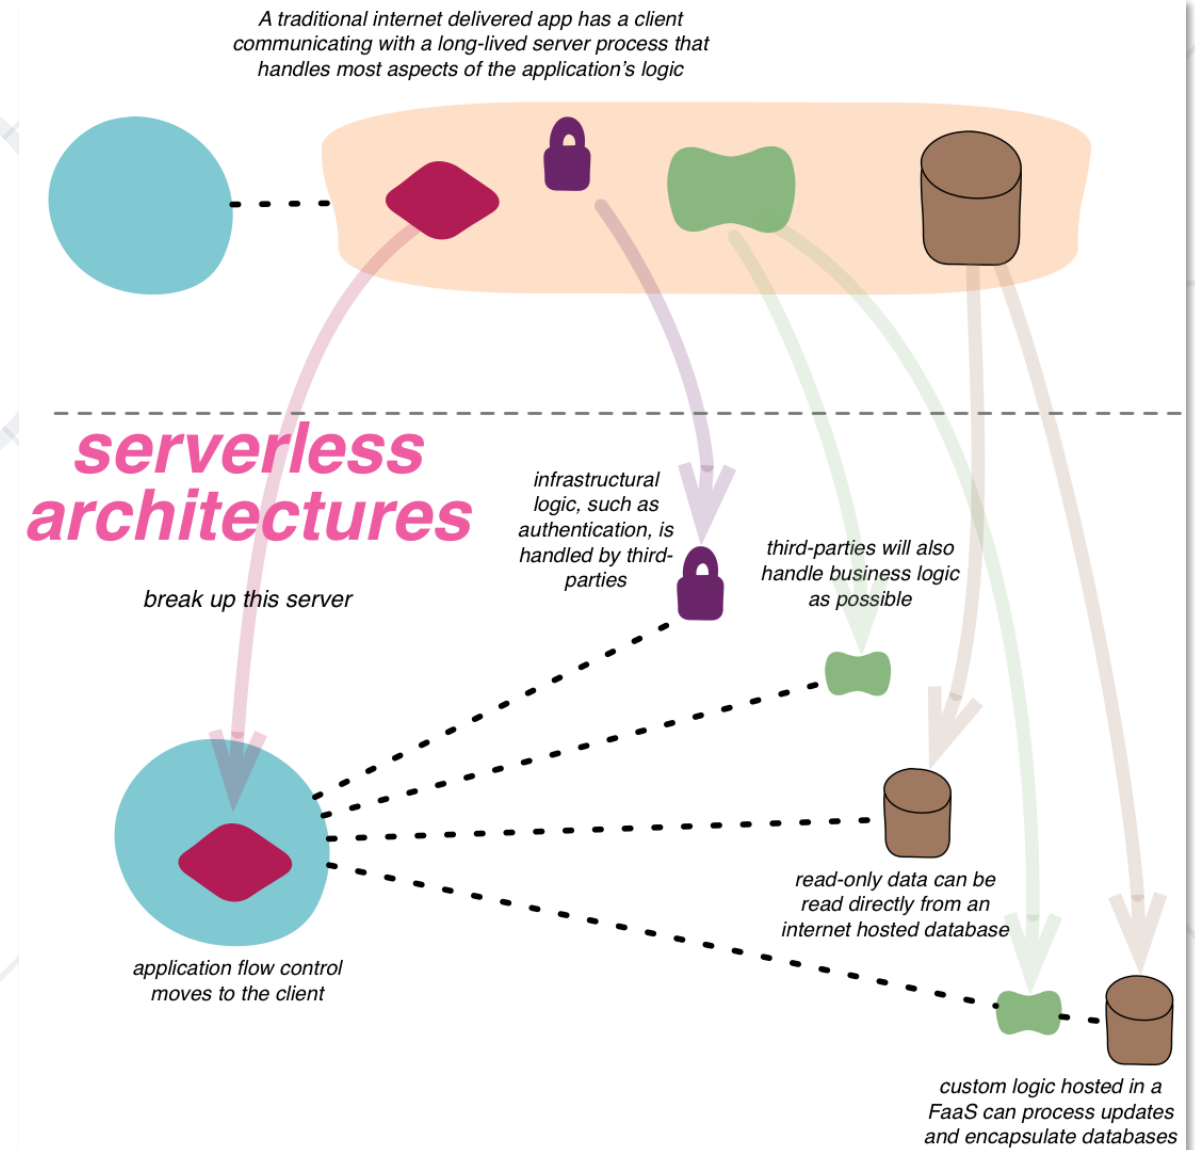 A traditional internet delivered app has a client
communicating with a long-lived server process that
handles most aspects of the application's logic
serverless
architectures
break up this server
infrastructural
logic, such as
authentication, is
handled by third-
parties
third-parties will also
handle business logic
as possible
read-only data can be
read directly from an
internet hosted database
application flow control
moves to the client
custom logic hosted in a
FaaS can process updates
and encapsulate databases